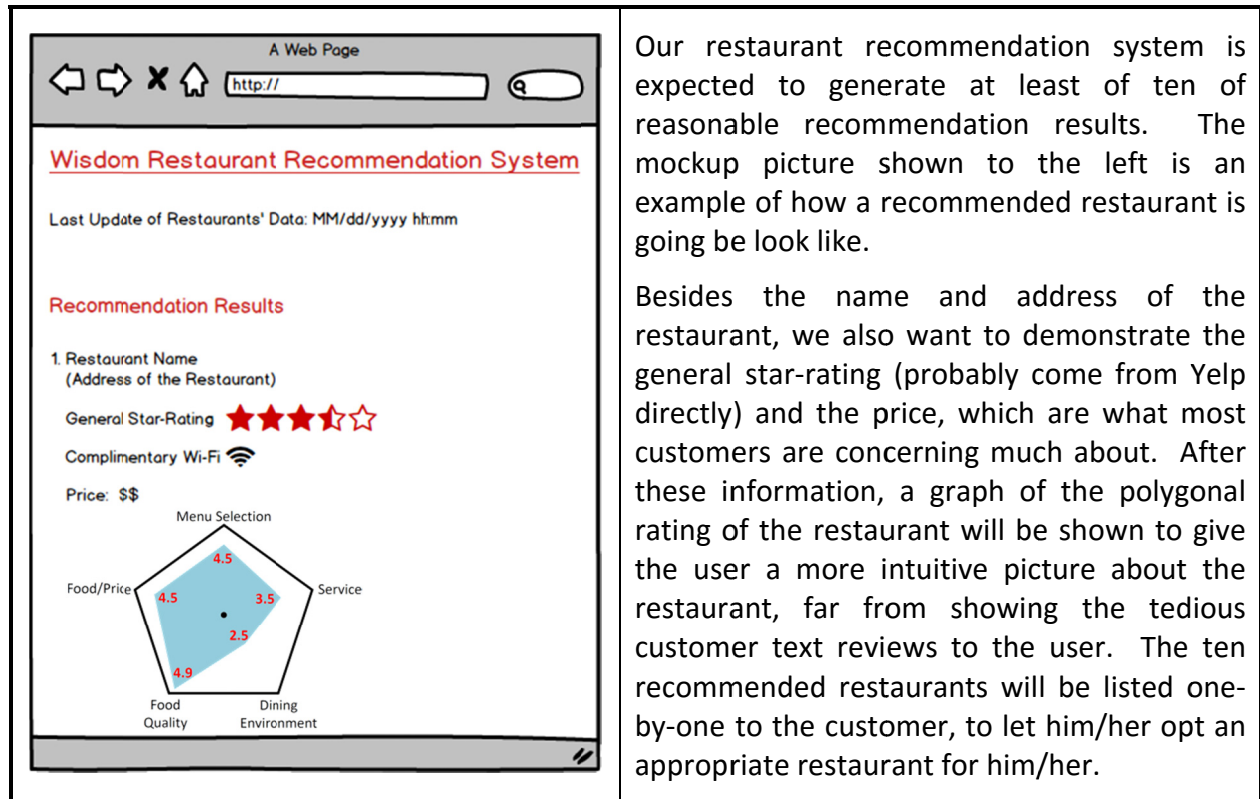 A Web Page
http://
Wisdom Restaurant Recommendation System
Last Update of Restaurants' Data: MM/dd/yyyy hh:mm
Recommendation Results
1. Restaurant Name
(Address of the Restaurant)
General Star-Rating
Complimentary Wi-Fi
Price: $$
Menu Selection
4.5
Food/Price
4.5
3.5
Service
2.5
4.9
Food
Quality
Dining
Environment
Our restaurant recommendation system is
expected to generate at least of ten of
reasonable recommendation results. The
mockup picture shown to the left is an
example of how a recommended restaurant is
going be look like.
Besides the name and address of the
restaurant, we also want to demonstrate the
general star-rating (probably come from Yelp
directly) and the price, which are what most
customers are concerning much about. After
these information, a graph of the polygonal
rating of the restaurant will be shown to give
the user a more intuitive picture about the
restaurant, far from showing the tedious
customer text reviews to the user. The ten
recommended restaurants will be listed one-
by-one to the customer, to let him/her opt an
appropriate restaurant for him/her.